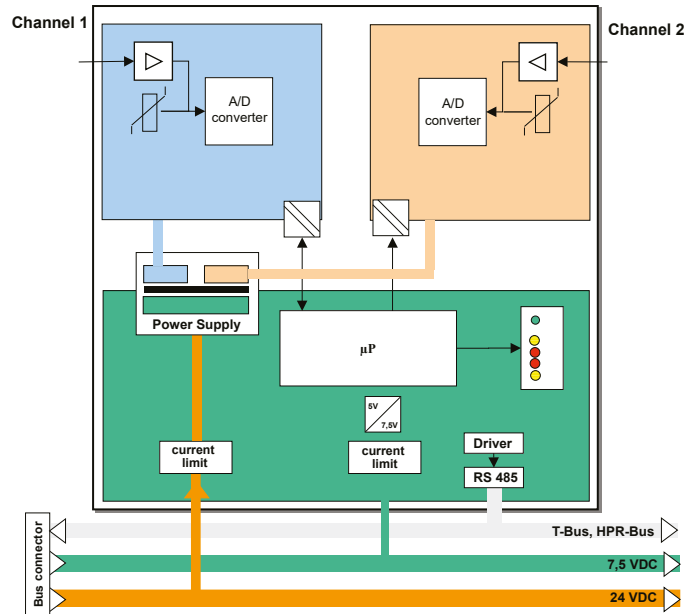 Channel 1
Channel 2
A/D
converter
A/D
converter
Power Supply
µP
5V
7,5V
current
limit
current
limit
Driver
RS 485
Bus connector
T-Bus, HPR-Bus
7,5 VDC
24 VDC